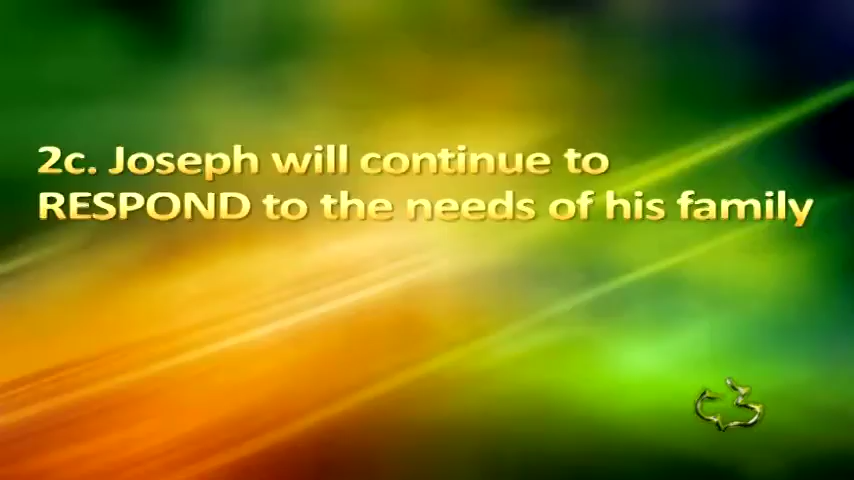 2c. Joseph will continue to
RESPOND to the needs of his family